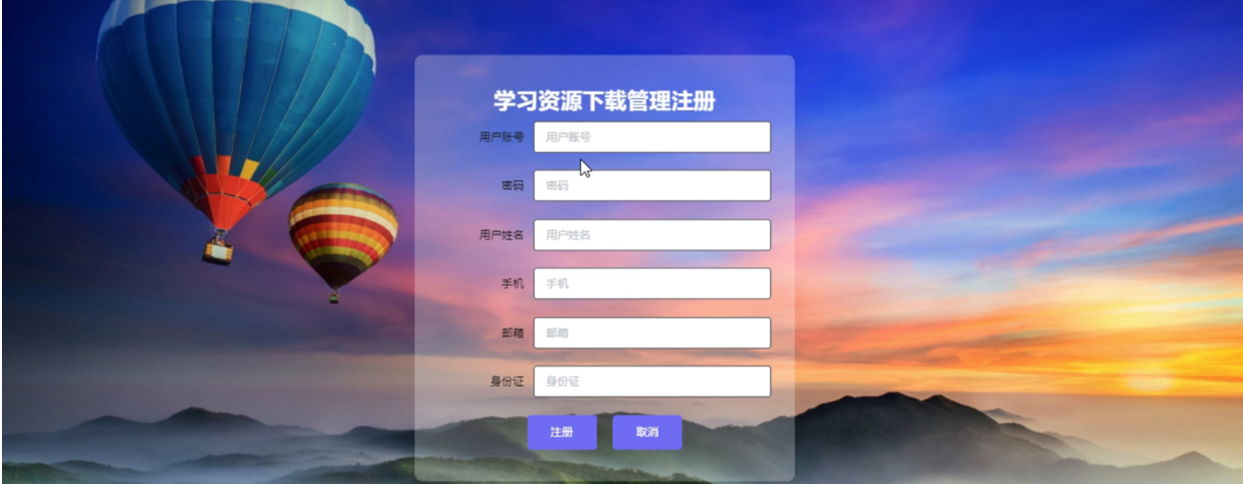 学习资源下载管理注册
用户账号 用户账号
密码 密码
用户姓名 用户姓名
手机 手机
邮箱 邮箱
身份证 身份证
注册 取消